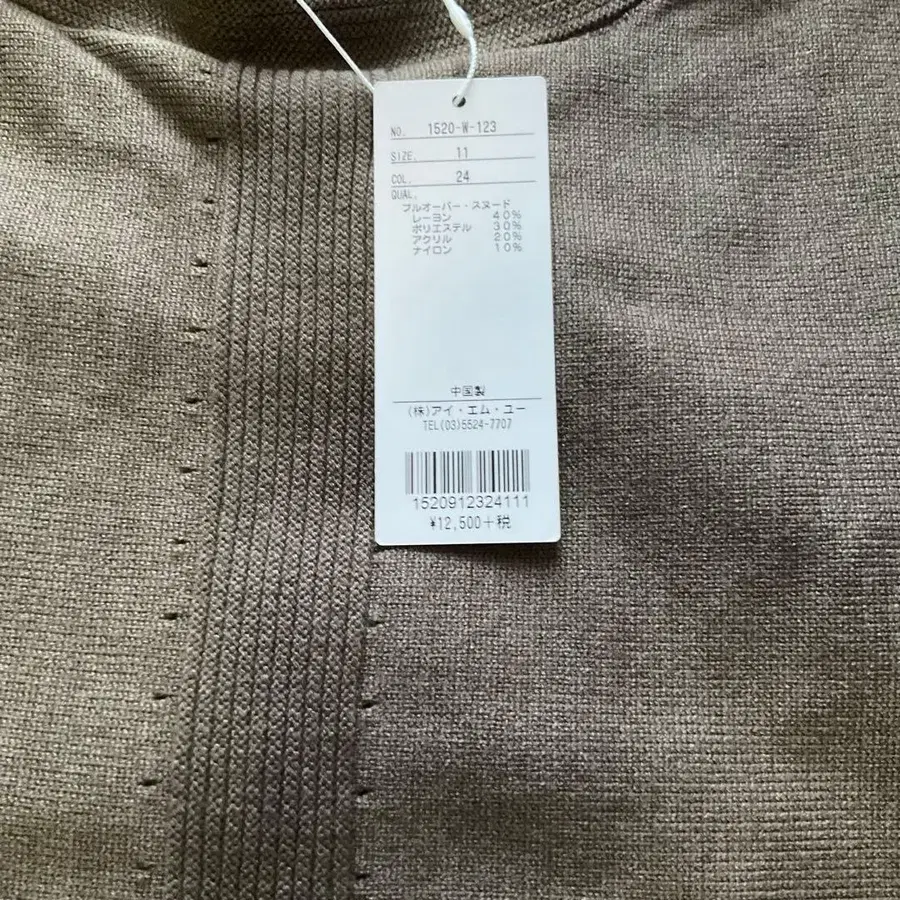 NO. 1520-W-123
SIZE. 11
COL. 24
QUAL.
プルオーバー・スヌード
レーヨン 40%
ポリエステル 30%
アクリル 20%
ナイロン 10%
中国製
(株)アイ・エム・ユー
TEL(03)5524-7707
1520912324111
¥12,500+税